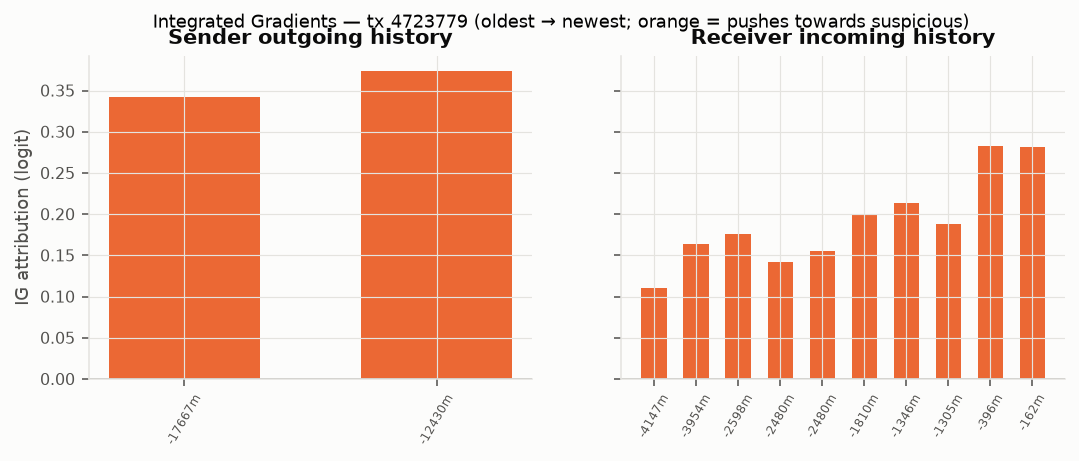 Integrated Gradients — tx_4723779 (oldest → newest; orange = pushes towards suspicious)
Sender outgoing history
Receiver incoming history
IG attribution (logit)
0.35
0.30
0.25
0.20
0.15
0.10
0.05
0.00
-17667m
-12430m
-4147m
-3954m
-2598m
-2480m
-2480m
-1810m
-1346m
-1305m
-396m
-162m